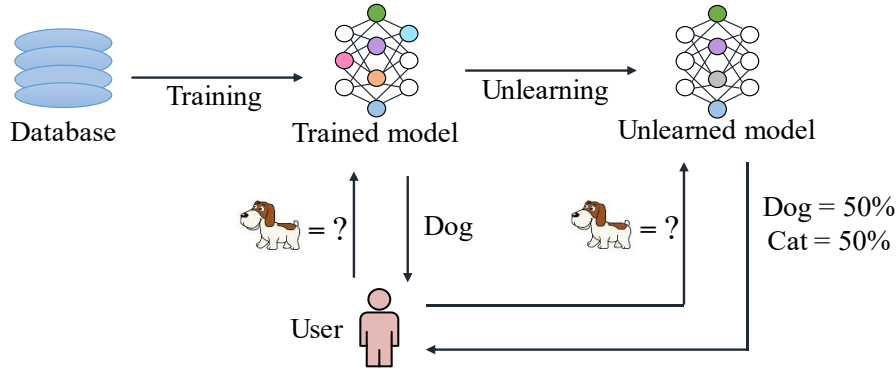 Database
Training
Trained model
Unlearning
Unlearned model
= ?
Dog
= ?
Dog = 50%
Cat = 50%
User